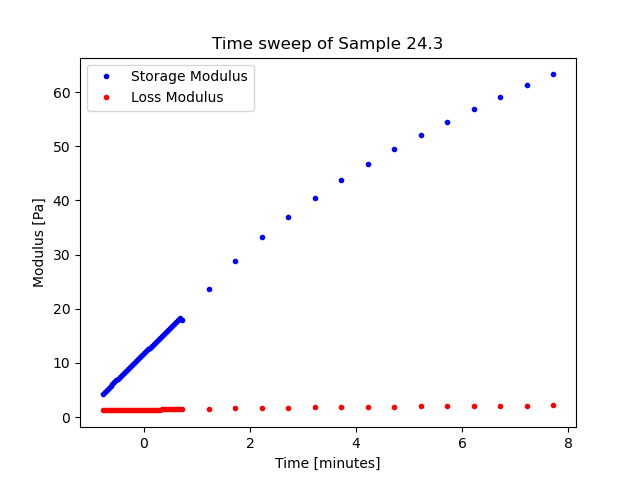 Time sweep of Sample 24.3
Storage Modulus
Loss Modulus
Modulus [Pa]
60
50
40
30
20
10
0
0 2 4 6 8
Time [minutes]